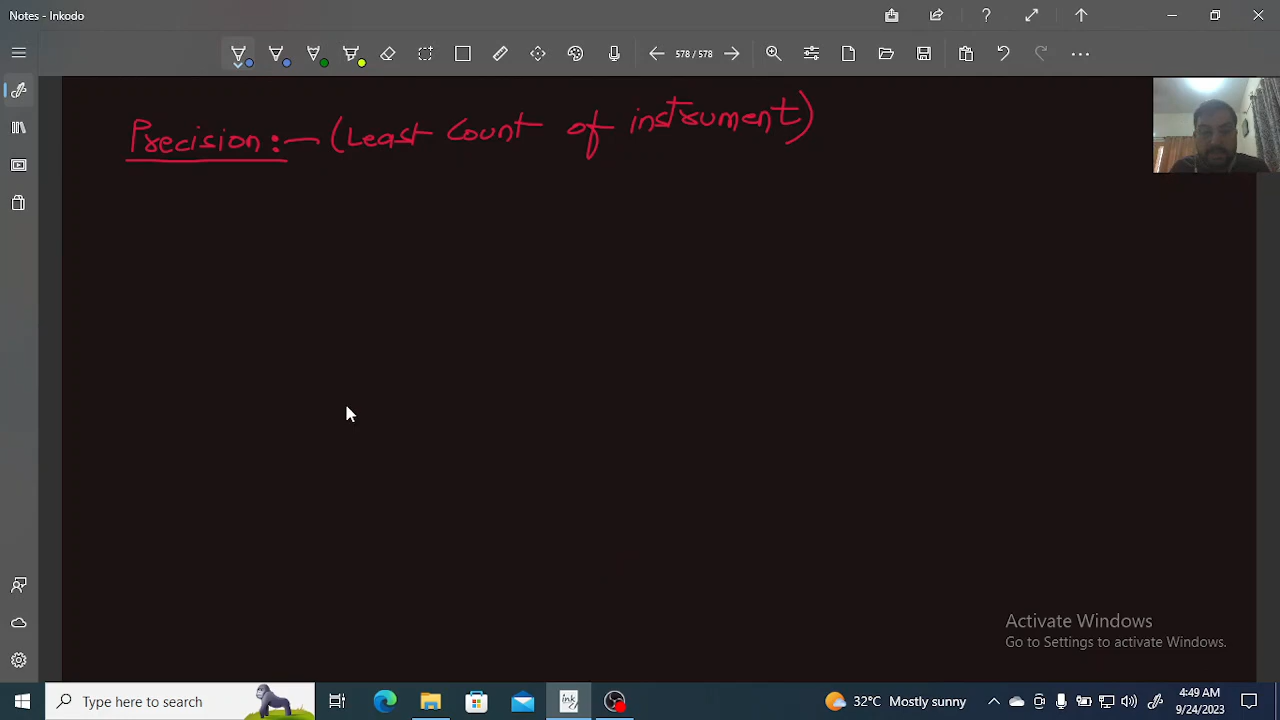 Notes - Inkodo
578 / 578
Precision :- (Least Count of instrument)
Activate Windows
Go to Settings to activate Windows.
Type here to search
ink
32°C Mostly sunny
4:49 AM
9/24/2023